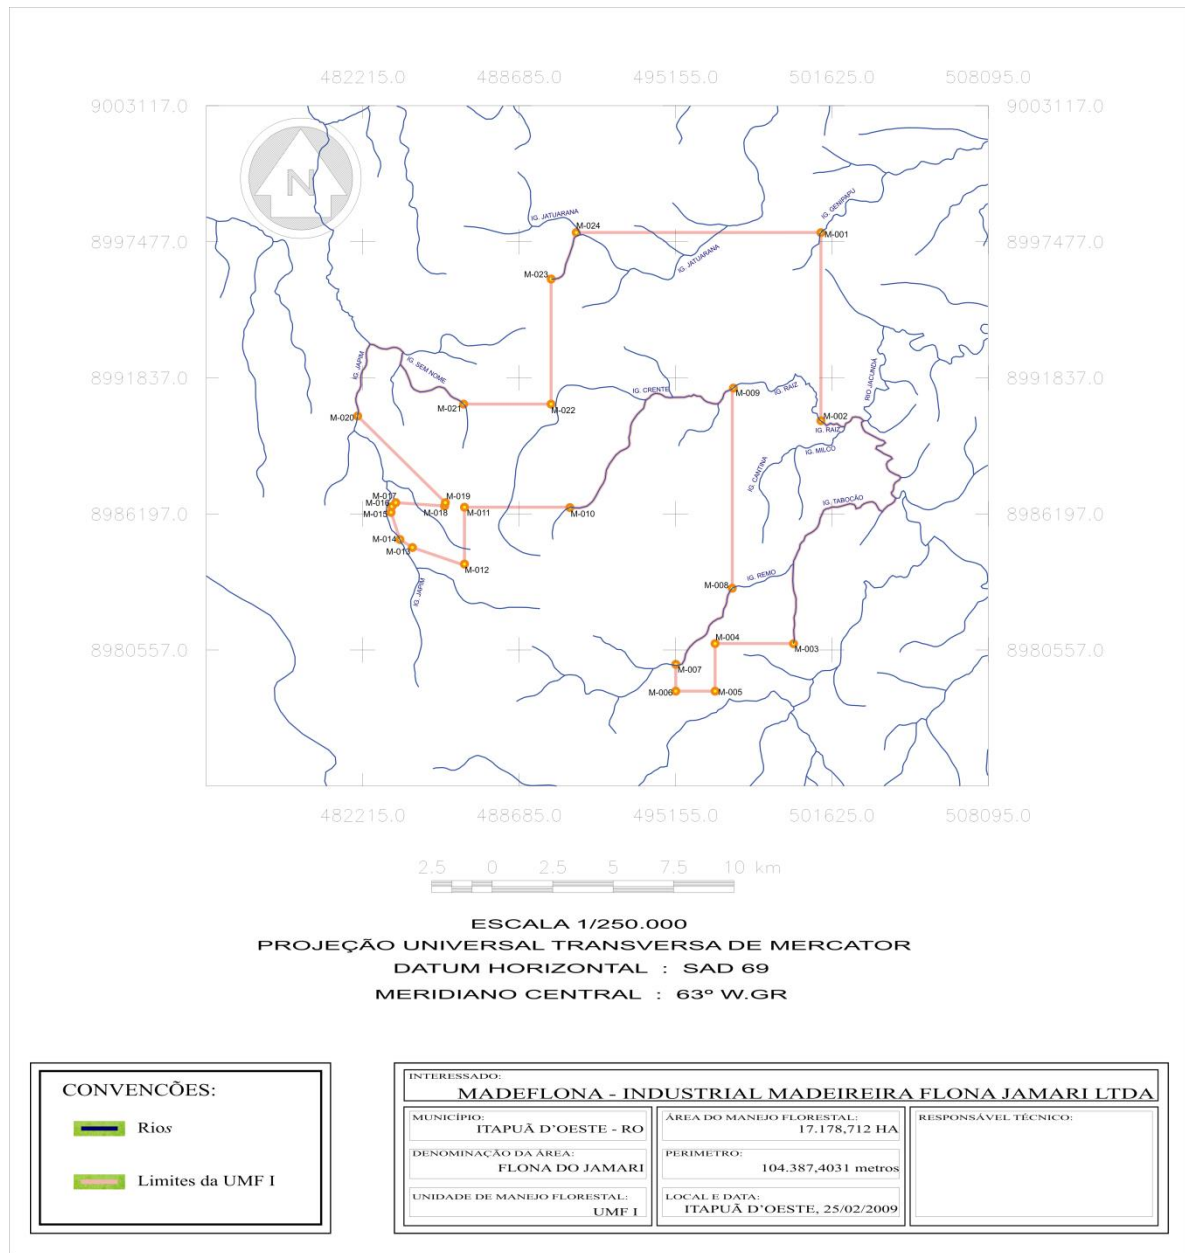 482215.0 488685.0 495155.0 501625.0 508095.0
9003117.0 9003117.0
N
IG. JATUARANA
M-024
IG. GENIPAPU
M-001
8997477.0 8997477.0
IG. JATUARANA
M-023
IG. JAPIM
IG. SEM NOME
8991837.0 8991837.0
IG. CRENTE
M-009
IG. RAIZ
RIO JACUNDÁ
M-020
M-021
M-022
M-002
IG. RAIZ
IG. MILCO
IG. CANTINA
M-017
M-016
M-015
M-019
M-018
M-011
M-010
IG. TABOCÃO
8986197.0 8986197.0
M-014
M-013
M-012
IG. JAPIM
IG. REMO
M-008
M-004
M-003
8980557.0 8980557.0
M-007
M-006
M-005
482215.0 488685.0 495155.0 501625.0 508095.0
2.5 0 2.5 5 7.5 10 km
ESCALA 1/250.000
PROJEÇÃO UNIVERSAL TRANSVERSA DE MERCATOR
DATUM HORIZONTAL : SAD 69
MERIDIANO CENTRAL : 63º W.GR
CONVENCÕES:
Rios
Limites da UMF I
INTERESSADO:
MADEFLONA - INDUSTRIAL MADEIREIRA FLONA JAMARI LTDA
MUNICÍPIO:
ITAPUÃ D'OESTE - RO
DENOMINAÇÃO DA ÁREA:
FLONA DO JAMARI
UNIDADE DE MANEJO FLORESTAL:
UMF I
ÁREA DO MANEJO FLORESTAL:
17.178,712 HA
PERIMETRO:
104.387,4031 metros
LOCAL E DATA:
ITAPUÃ D'OESTE, 25/02/2009
RESPONSÁVEL TÉCNICO: